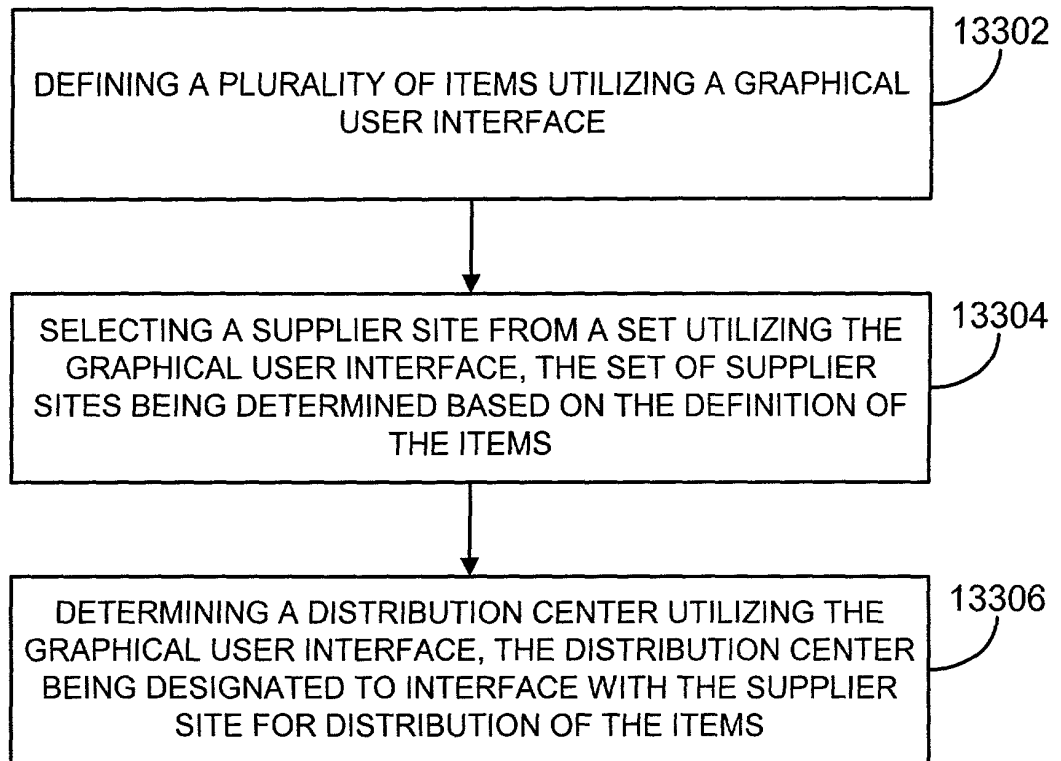 13302
DEFINING A PLURALITY OF ITEMS UTILIZING A GRAPHICAL
USER INTERFACE
13304
SELECTING A SUPPLIER SITE FROM A SET UTILIZING THE
GRAPHICAL USER INTERFACE, THE SET OF SUPPLIER
SITES BEING DETERMINED BASED ON THE DEFINITION OF
THE ITEMS
13306
DETERMINING A DISTRIBUTION CENTER UTILIZING THE
GRAPHICAL USER INTERFACE, THE DISTRIBUTION CENTER
BEING DESIGNATED TO INTERFACE WITH THE SUPPLIER
SITE FOR DISTRIBUTION OF THE ITEMS